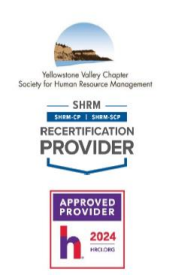 Yellowstone Valley Chapter
Society for Human Resource Management
SHRM
SHRM-CP | SHRM-SCP
RECERTIFICATION
PROVIDER
APPROVED
PROVIDER
h
2024
HRCI.ORG